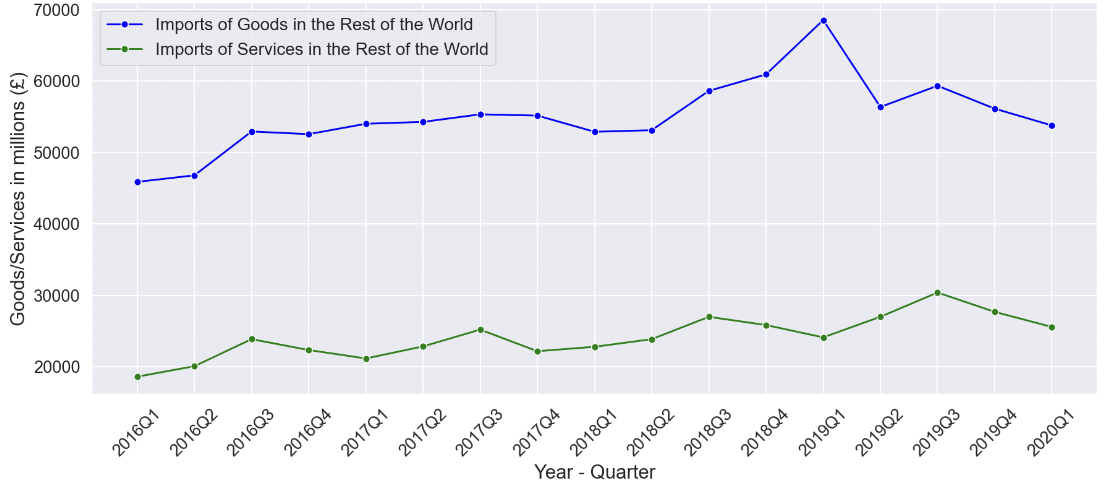 Imports of Goods in the Rest of the World
Imports of Services in the Rest of the World
Goods/Services in millions (£)
70000
60000
50000
40000
30000
20000
2016Q1
2016Q2
2016Q3
2016Q4
2017Q1
2017Q2
2017Q3
2017Q4
2018Q1
2018Q2
2018Q3
2018Q4
2019Q1
2019Q2
2019Q3
2019Q4
2020Q1
Year - Quarter